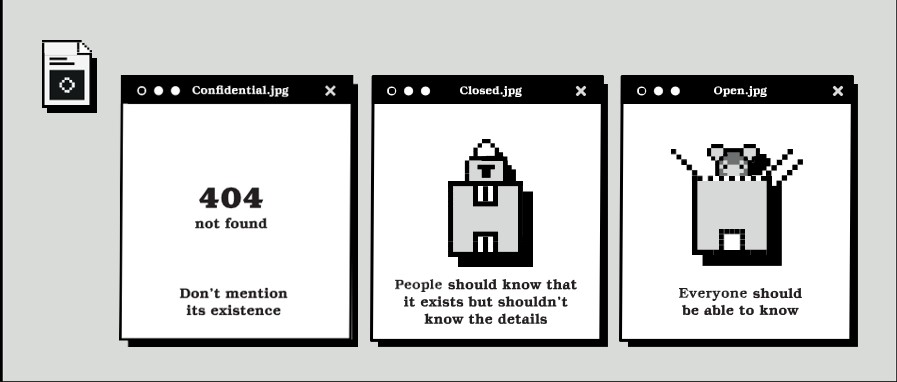 Confidential.jpg
404
not found
Don't mention
its existence
Closed.jpg
People should know that
it exists but shouldn't
know the details
Open.jpg
Everyone should
be able to know